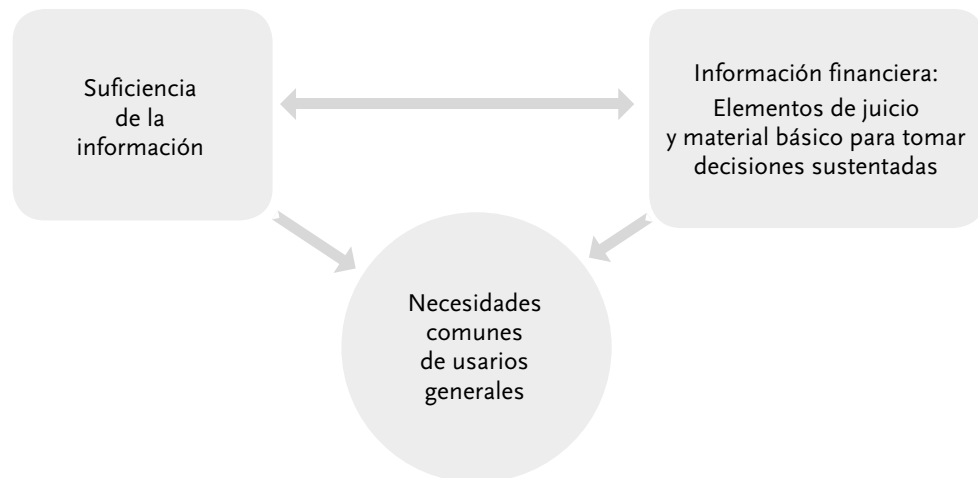 Suficiencia
de la
información
Información financiera:
Elementos de juicio
y material básico para tomar
decisiones sustentadas
Necesidades
comunes
de usarios
generales